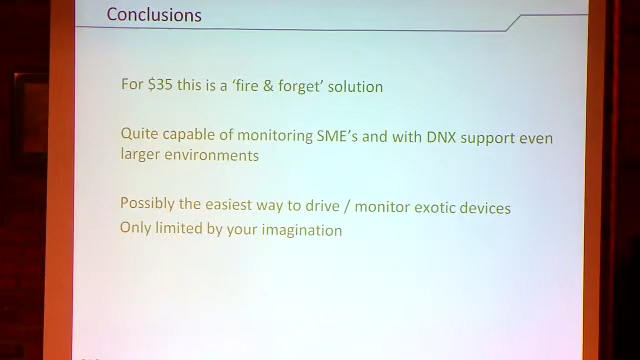 Conclusions
For $35 this is a 'fire & forget' solution
Quite capable of monitoring SME's and with DNX support even
larger environments
Possibly the easiest way to drive / monitor exotic devices
Only limited by your imagination